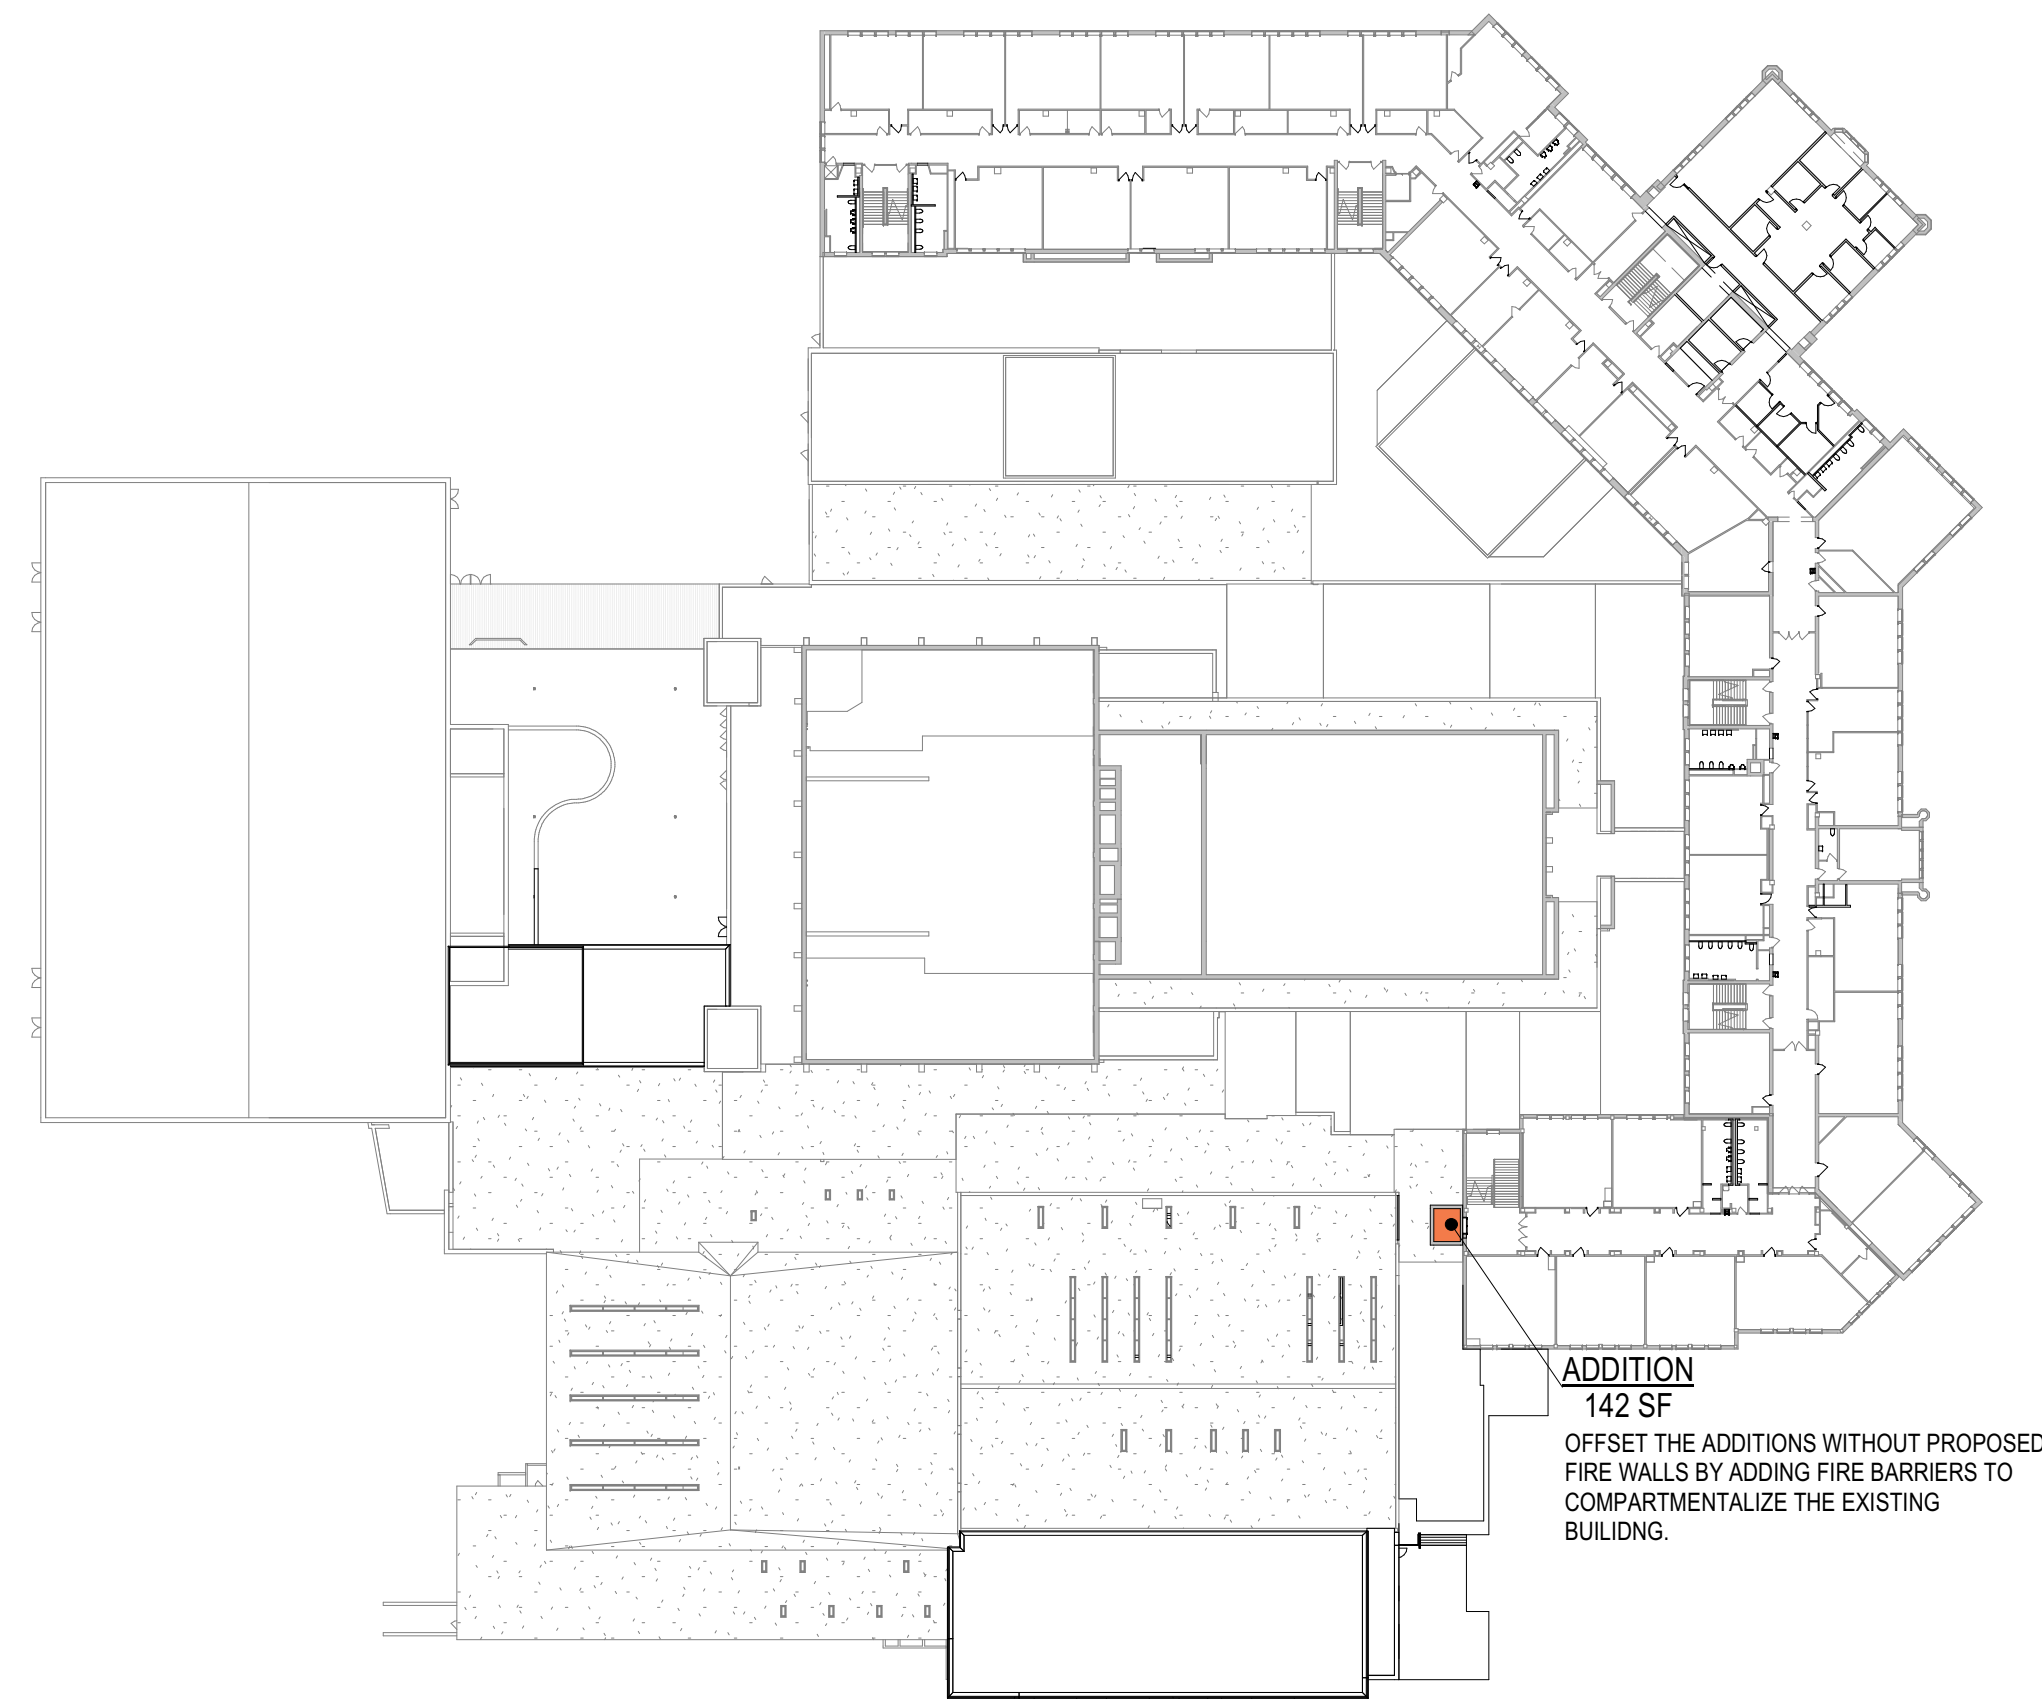 ADDITION
142 SF
OFFSET THE ADDITIONS WITHOUT PROPOSED
FIRE WALLS BY ADDING FIRE BARRIERS TO
COMPARTMENTALIZE THE EXISTING
BUILIDNG.